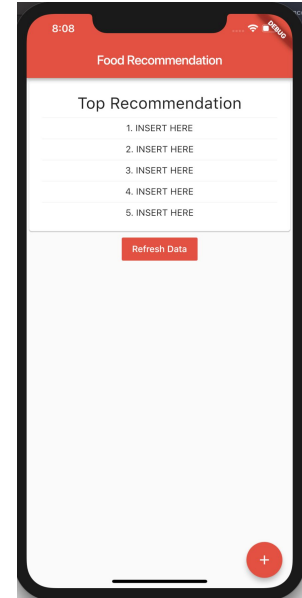 8:08
DEBUG
Food Recommendation
Top Recommendation
1. INSERT HERE
2. INSERT HERE
3. INSERT HERE
4. INSERT HERE
5. INSERT HERE
Refresh Data
+